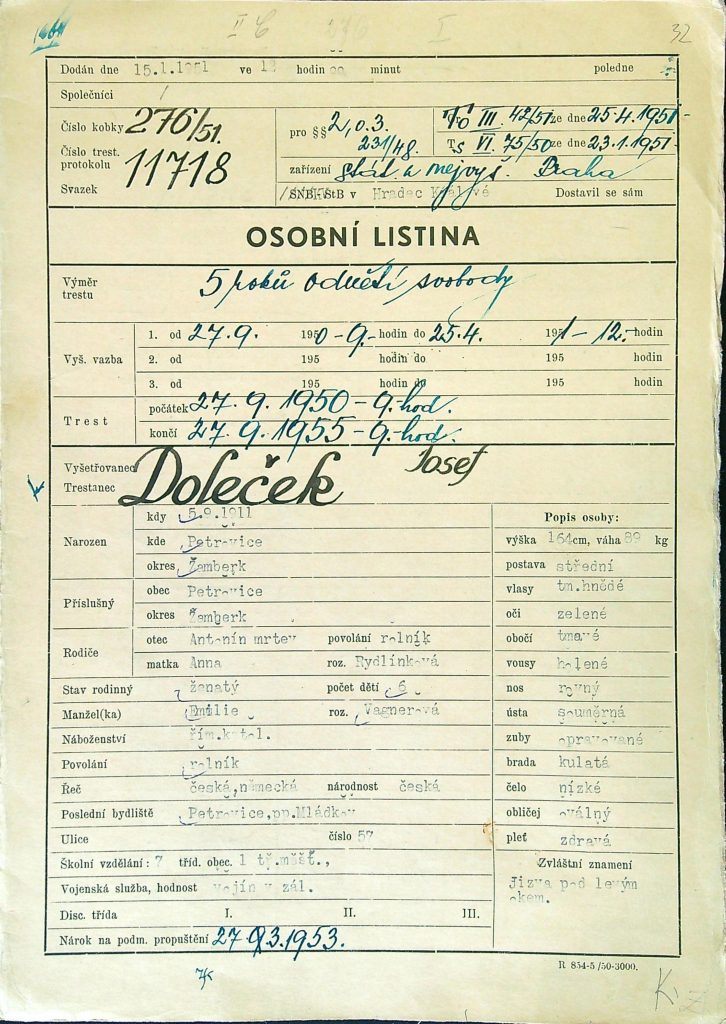 II C 276 I 32
Dodán dne 15.1.1951 ve hodin minut poledne
Společníci
Číslo kobky 276/51.
Číslo trest. protokolu 11718
Svazek
pro §§ 2,o.3. 231/48.
To III. 42/51 ze dne 25.4.1951-
Ts VI. 75/50 ze dne 23.1.1951-
zařízení stát. a nejvyš. Praha
SNB-StB v Hradec Králové Dostavil se sám
OSOBNÍ LISTINA
Výměr trestu 5 roků odnětí svobody
Vyš. vazba
1. od 27.9. 1950-9- hodin do 25.4. 1951-12.- hodin
2. od 195 hodin do 195 hodin
3. od 195 hodin do 195 hodin
Trest
počátek 27. 9. 1950 - 9-hod.
končí 27. 9. 1955 - 9-hod.
Vyšetřovanec
Trestanec Doleček Josef
Narozen
kdy 5.9.1911
kde Petrovice
okres Žamberk
Příslušný
obec Petrovice
okres Žamberk
Rodiče
otec Antonín mrtev povolání rolník
matka Anna roz. Rydlínková
Stav rodinný ženatý počet dětí 6
Manžel(ka) Emilie roz. Vagnerová
Náboženství řím.katol.
Povolání rolník
Řeč česká,německá národnost česká
Poslední bydliště Petrovice,pp.Mládkov
Ulice číslo 57
Školní vzdělání: 7 tříd. obec. 1 tř.měšť.,
Vojenská služba, hodnost vojín v zál.
Disc. třída I. II. III.
Nárok na podm. propuštění 27 3.1953.
Popis osoby:
výška 164cm, váha 89 kg
postava střední
vlasy tm.hnědé
oči zelené
obočí tmavé
vousy holené
nos rovný
ústa souměrná
zuby opravované
brada kulatá
čelo nízké
obličej oválný
pleť zdravá
Zvláštní znamení
Jizva pod levým
okem.
R 854-5/50-3000.